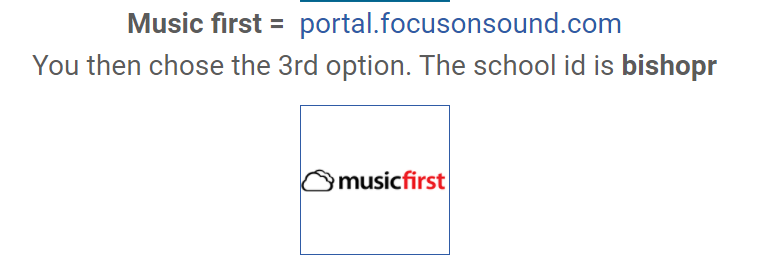 Music first = portal.focusonsound.com
You then chose the 3rd option. The school id is bishopr
musicfirst